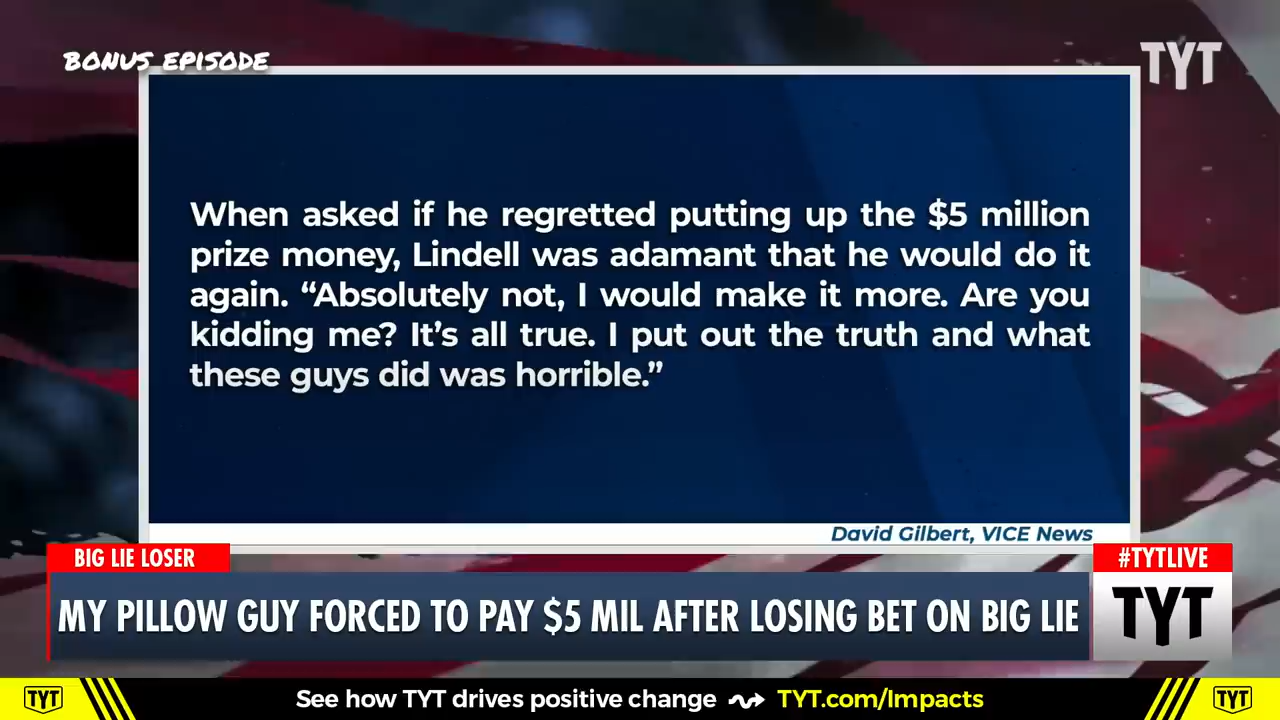 BONUS EPISODE
TYT
When asked if he regretted putting up the $5 million
prize money, Lindell was adamant that he would do it
again. “Absolutely not, I would make it more. Are you
kidding me? It’s all true. I put out the truth and what
these guys did was horrible.”
David Gilbert, VICE News
BIG LIE LOSER
#TYTLIVE
MY PILLOW GUY FORCED TO PAY $5 MIL AFTER LOSING BET ON BIG LIE
TYT
TYT
See how TYT drives positive change
TYT.com/Impacts
TYT